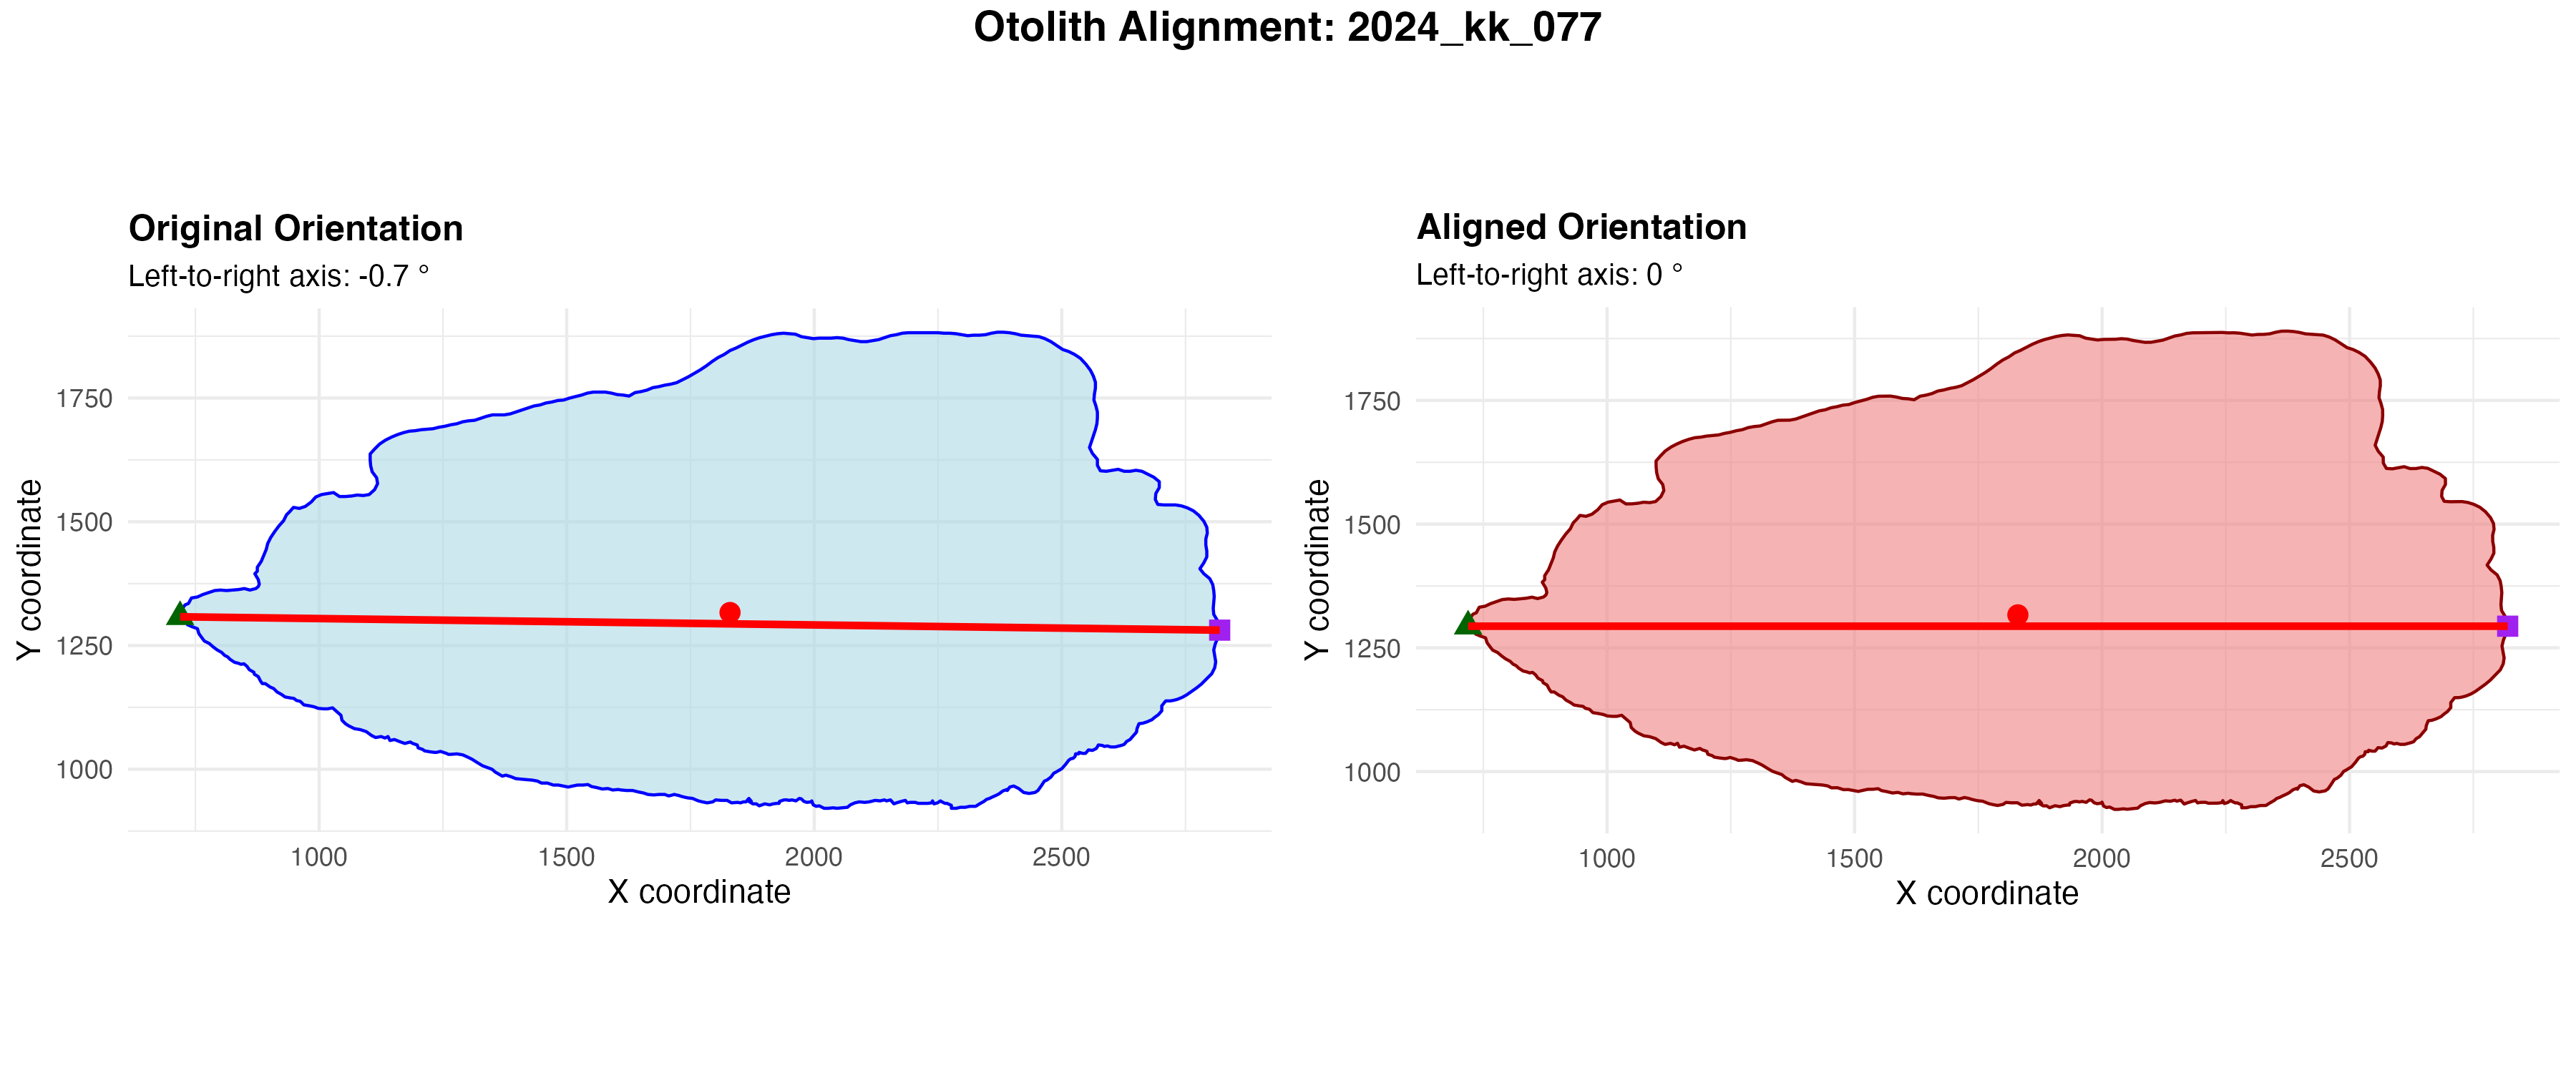 Otolith Alignment: 2024_kk_077
Original Orientation
Left-to-right axis: -0.7 °
Y coordinate
1750
1500
1250
1000
1000 1500 2000 2500
X coordinate
Aligned Orientation
Left-to-right axis: 0 °
Y coordinate
1750
1500
1250
1000
1000 1500 2000 2500
X coordinate